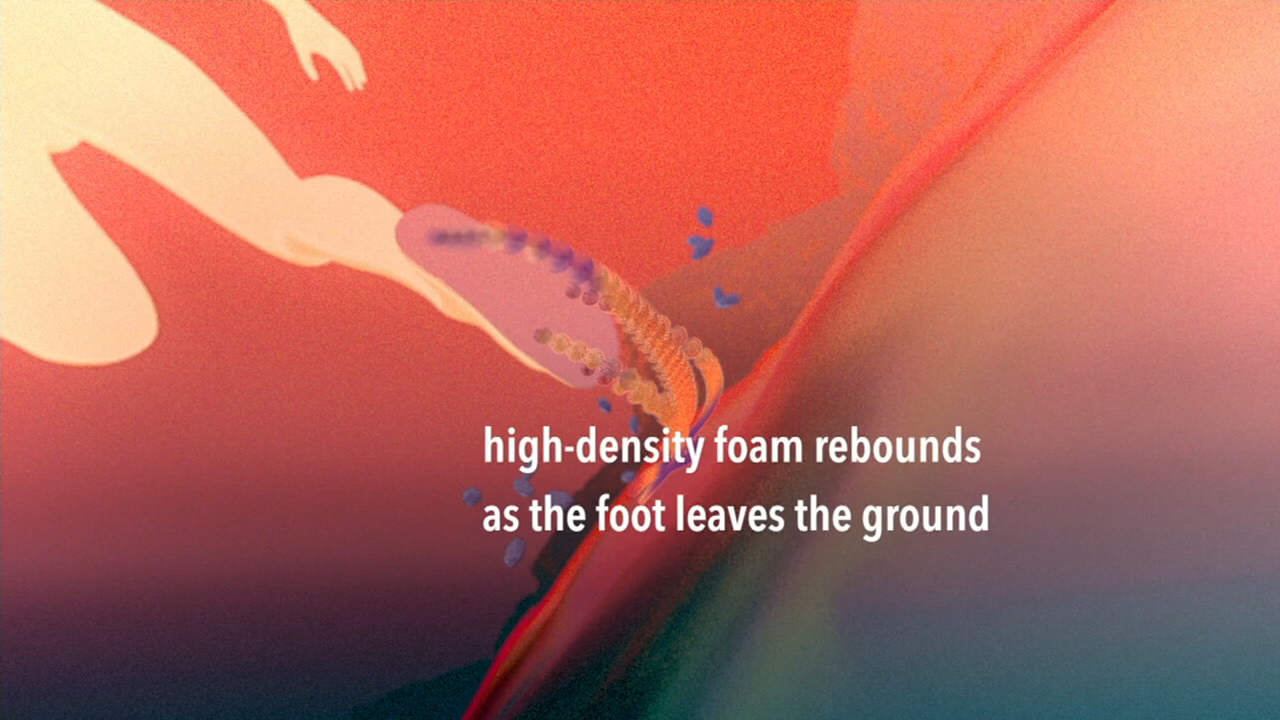 high-density foam rebounds
as the foot leaves the ground